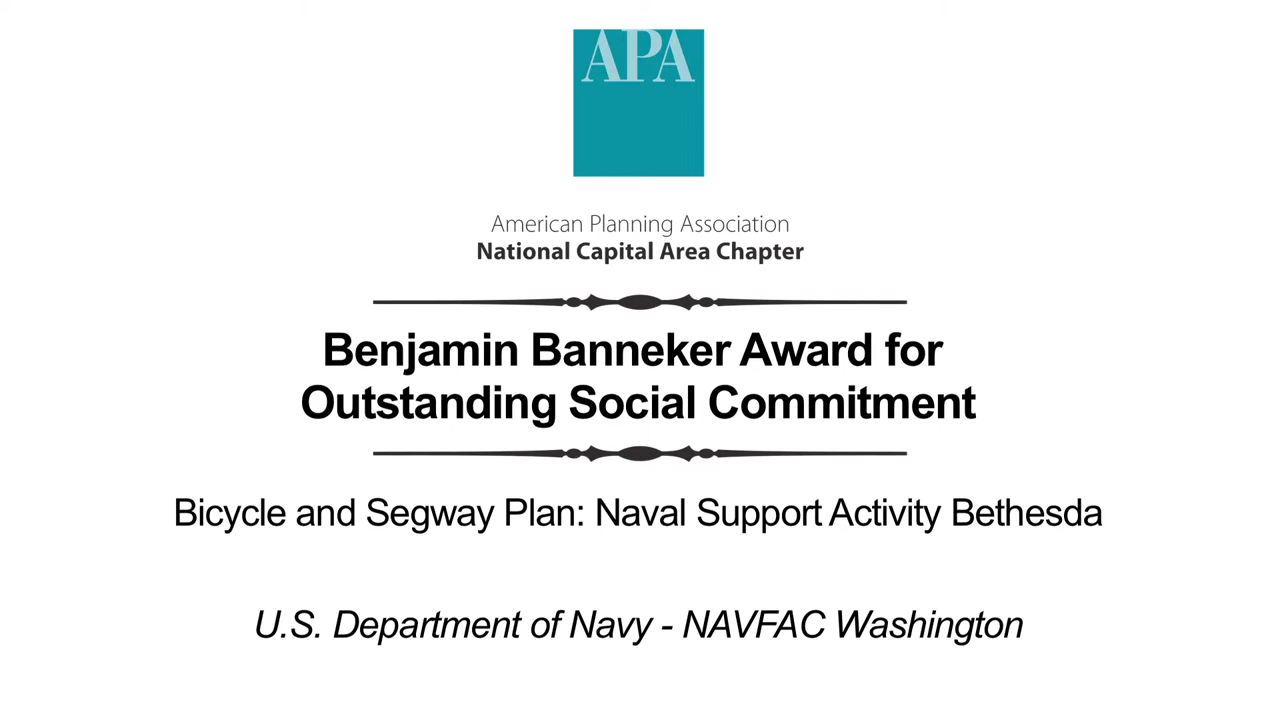 APA
American Planning Association
National Capital Area Chapter
Benjamin Banneker Award for
Outstanding Social Commitment
Bicycle and Segway Plan: Naval Support Activity Bethesda
U.S. Department of Navy - NAVFAC Washington